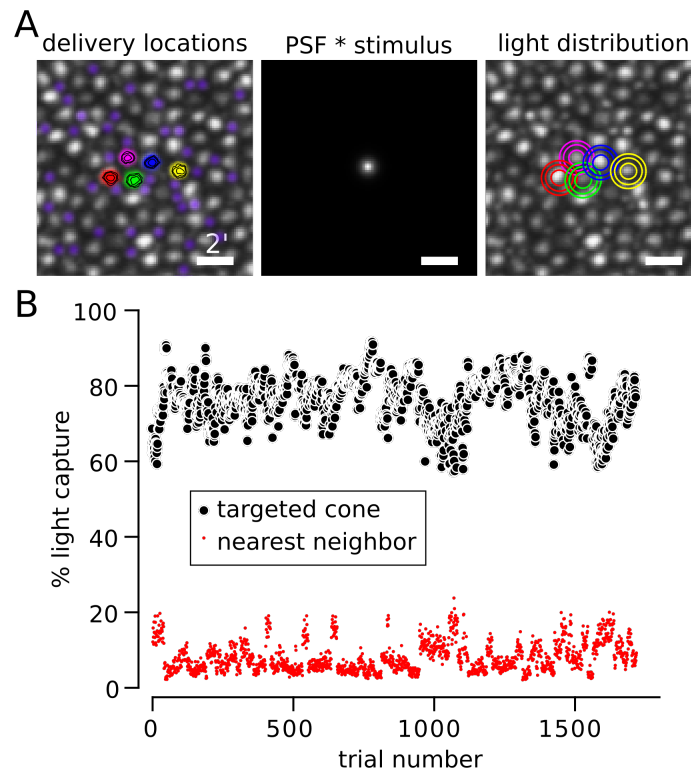 A
delivery locations
PSF * stimulus
light distribution
2'
B
100
80
60
40
20
0
% light capture
targeted cone
nearest neighbor
0 500 1000 1500
trial number